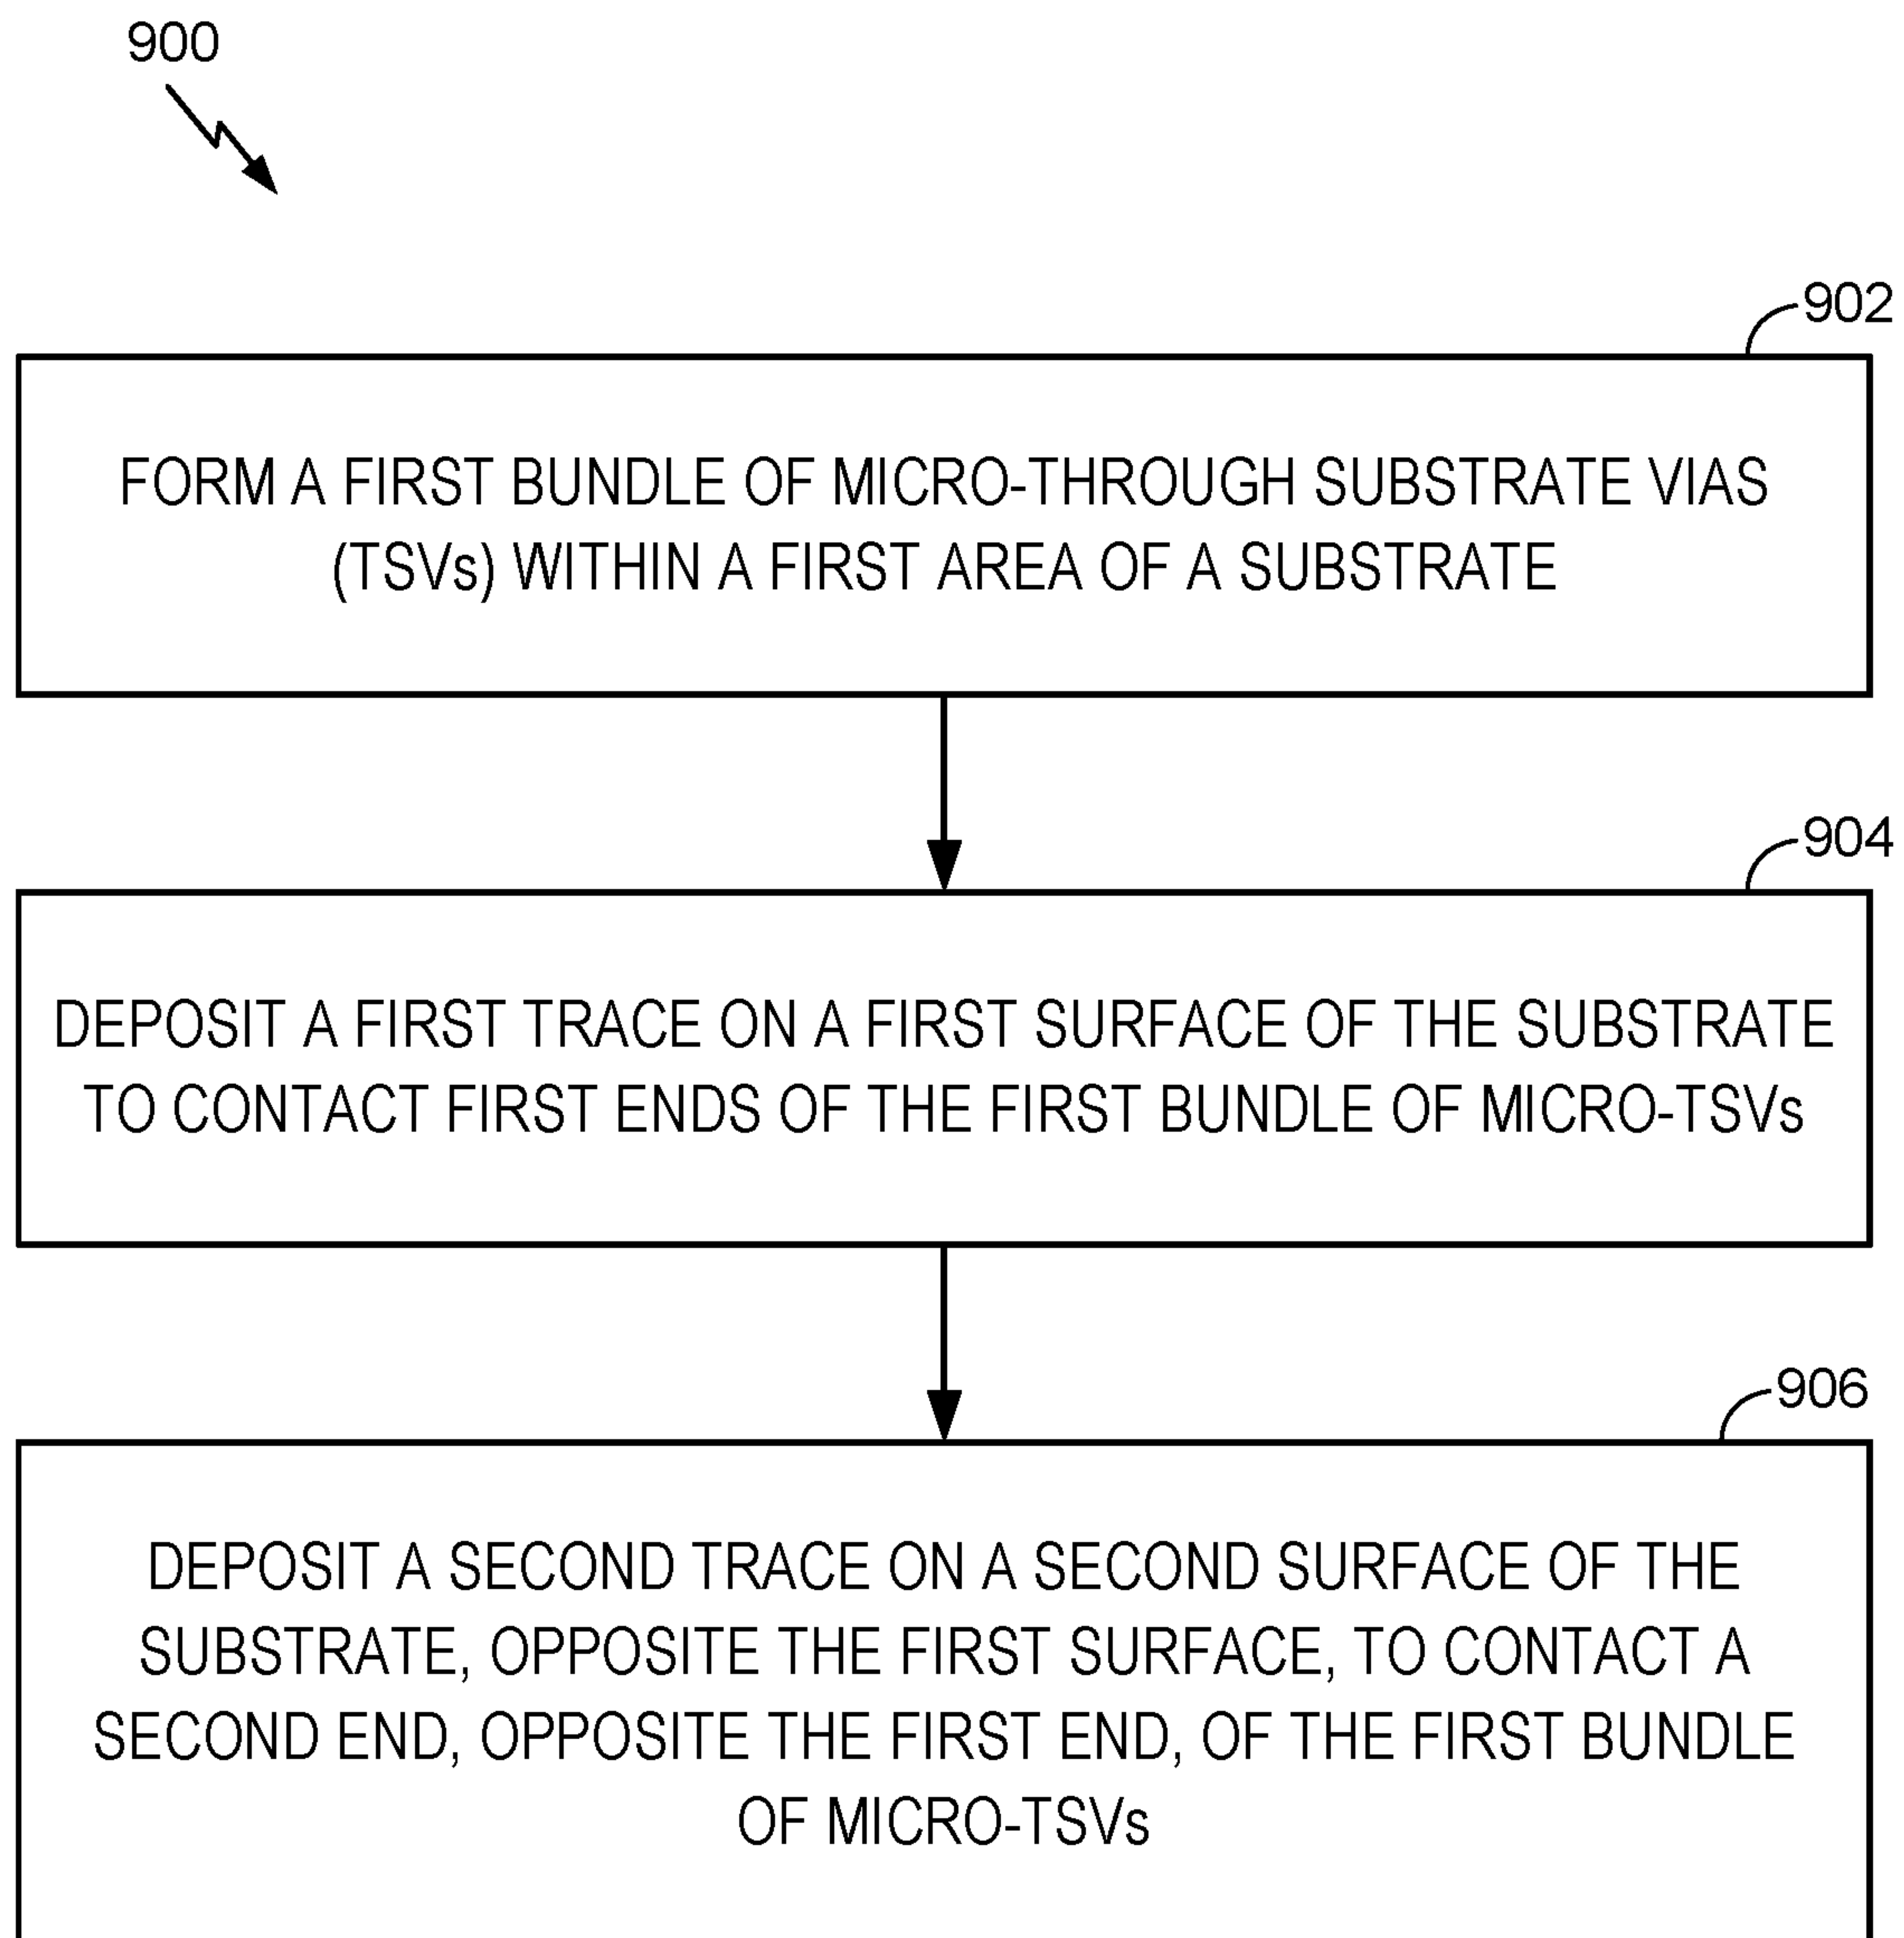 900
902
FORM A FIRST BUNDLE OF MICRO-THROUGH SUBSTRATE VIAS
(TSVs) WITHIN A FIRST AREA OF A SUBSTRATE
904
DEPOSIT A FIRST TRACE ON A FIRST SURFACE OF THE SUBSTRATE
TO CONTACT FIRST ENDS OF THE FIRST BUNDLE OF MICRO-TSVs
906
DEPOSIT A SECOND TRACE ON A SECOND SURFACE OF THE
SUBSTRATE, OPPOSITE THE FIRST SURFACE, TO CONTACT A
SECOND END, OPPOSITE THE FIRST END, OF THE FIRST BUNDLE
OF MICRO-TSVs